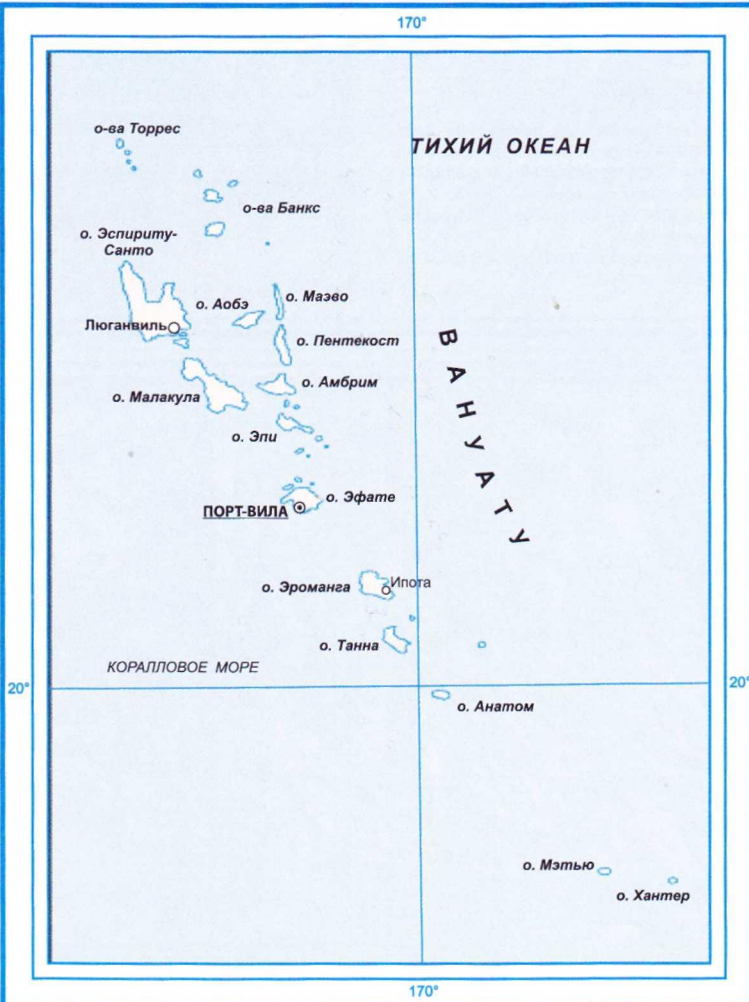 170°
о-ва Торрес
ТИХИЙ ОКЕАН
о-ва Банкс
о. Эспириту-
Санто
о. Аобэ
о. Маэво
Люганвиль
о. Пентекост
ВАНУАТУ
о. Амбрим
о. Малакула
о. Эпи
о. Эфате
ПОРТ-ВИЛА
о. Эроманга
Ипота
о. Танна
КОРАЛЛОВОЕ МОРЕ
20°
20°
о. Анатом
о. Мэтью
о. Хантер
170°